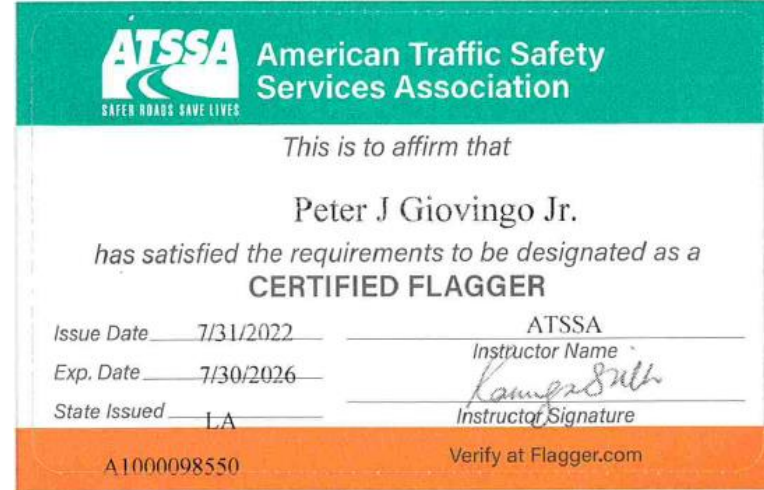 ATSSA
SAFER ROADS SAVE LIVES
American Traffic Safety
Services Association
This is to affirm that
Peter J Giovingo Jr.
has satisfied the requirements to be designated as a
CERTIFIED FLAGGER
Issue Date 7/31/2022
ATSSA
Instructor Name
Exp. Date 7/30/2026
State Issued LA
Instructor Signature
A1000098550
Verify at Flagger.com